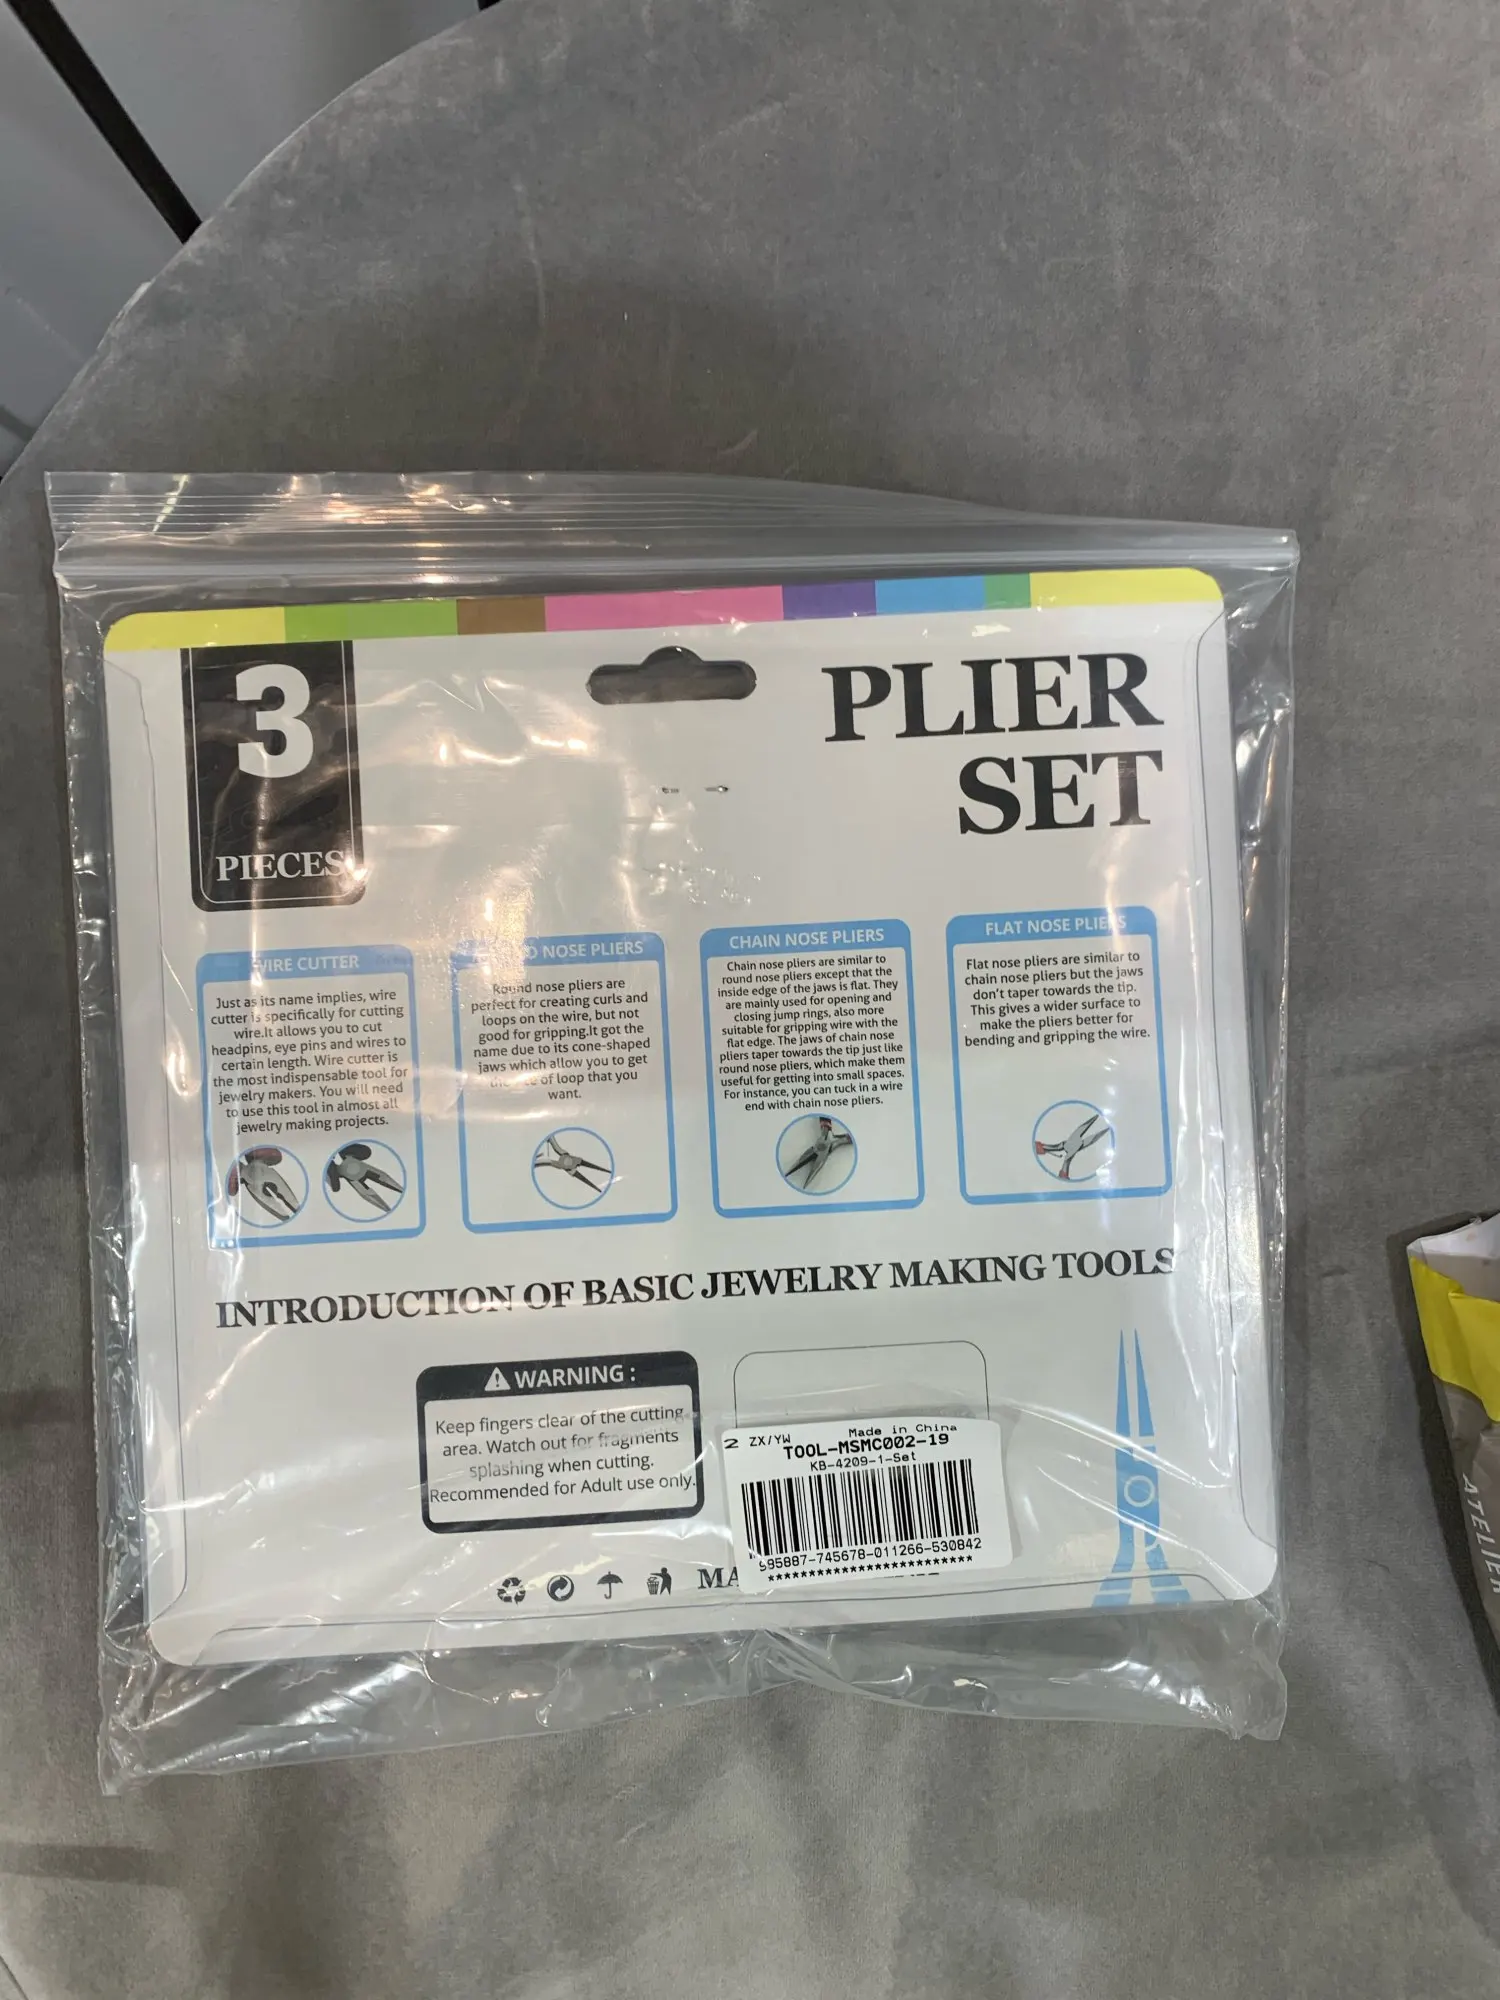 3
PIECES
PLIER
SET
WIRE CUTTER
Just as its name implies, wire
cutter is specifically for cutting
wire.It allows you to cut
headpins, eye pins and wires to
certain length. Wire cutter is
the most indispensable tool for
jewelry makers. You will need
to use this tool in almost all
jewelry making projects.
NOSE PLIERS
Round nose pliers are
perfect for creating curls and
loops on the wire, but not
good for gripping.It got the
name due to its cone-shaped
jaws which allow you to get
of loop that you
want.
CHAIN NOSE PLIERS
Chain nose pliers are similar to
round nose pliers except that the
inside edge of the jaws is flat. They
are mainly used for opening and
closing jump rings, also more
suitable for gripping wire with the
flat edge. The jaws of chain nose
pliers taper towards the tip just like
round nose pliers, which make them
useful for getting into small spaces.
For instance, you can tuck in a wire
end with chain nose pliers.
FLAT NOSE PLIERS
Flat nose pliers are similar to
chain nose pliers but the jaws
don't taper towards the tip.
This gives a wider surface to
make the pliers better for
bending and gripping the wire.
INTRODUCTION OF BASIC JEWELRY MAKING TOOLS
WARNING :
Keep fingers clear of the cutting
area. Watch out for fragments
splashing when cutting.
Recommended for Adult use only.
Made in China
2 ZX/YW
TOOL-MSMC002-19
KB-4209-1-Set
595887-745678-011266-530842
***********************
MA
ATELIER